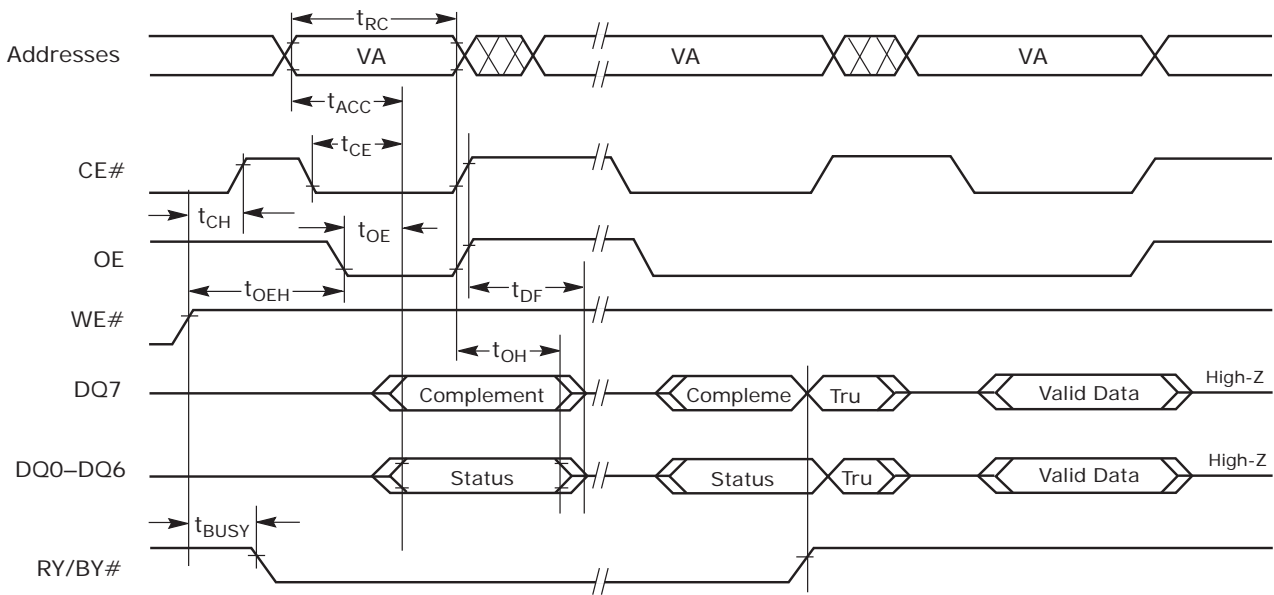 tRC
Addresses VA VA VA
tACC
tCE
CE#
tCH
tOE
OE
tOEH
tDF
WE#
tOH
DQ7 Complement Compleme Tru Valid Data High-Z
DQ0–DQ6 Status Status Tru Valid Data High-Z
tBUSY
RY/BY#